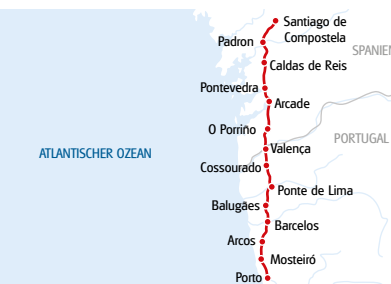 Santiago de
Compostela
Padron
SPANIEN
Caldas de Reis
Pontevedra
Arcade
O Porriño
PORTUGAL
Valença
ATLANTISCHER OZEAN
Cossourado
Ponte de Lima
Balugães
Barcelos
Arcos
Mosteiró
Porto